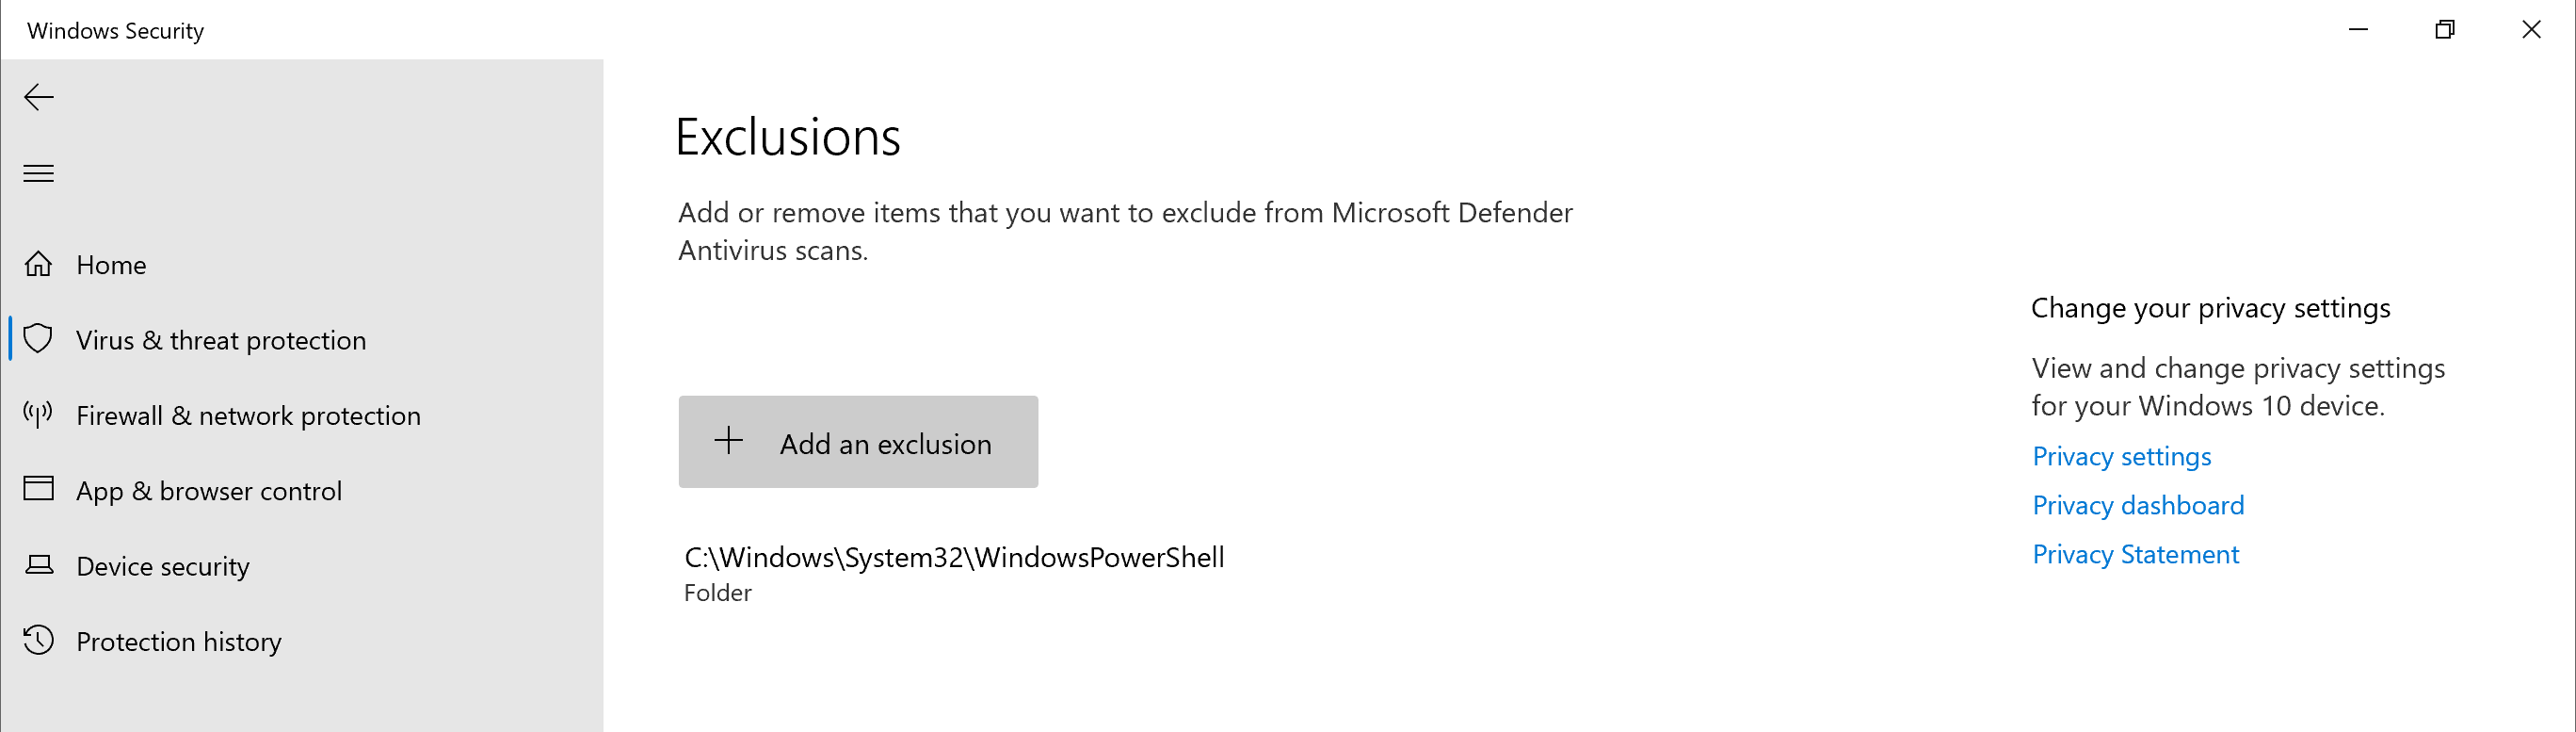 Windows Security
Home
Virus & threat protection
Firewall & network protection
App & browser control
Device security
Protection history
Exclusions
Add or remove items that you want to exclude from Microsoft Defender
Antivirus scans.
Add an exclusion
C:\Windows\System32\WindowsPowerShell
Folder
Change your privacy settings
View and change privacy settings
for your Windows 10 device.
Privacy settings
Privacy dashboard
Privacy Statement